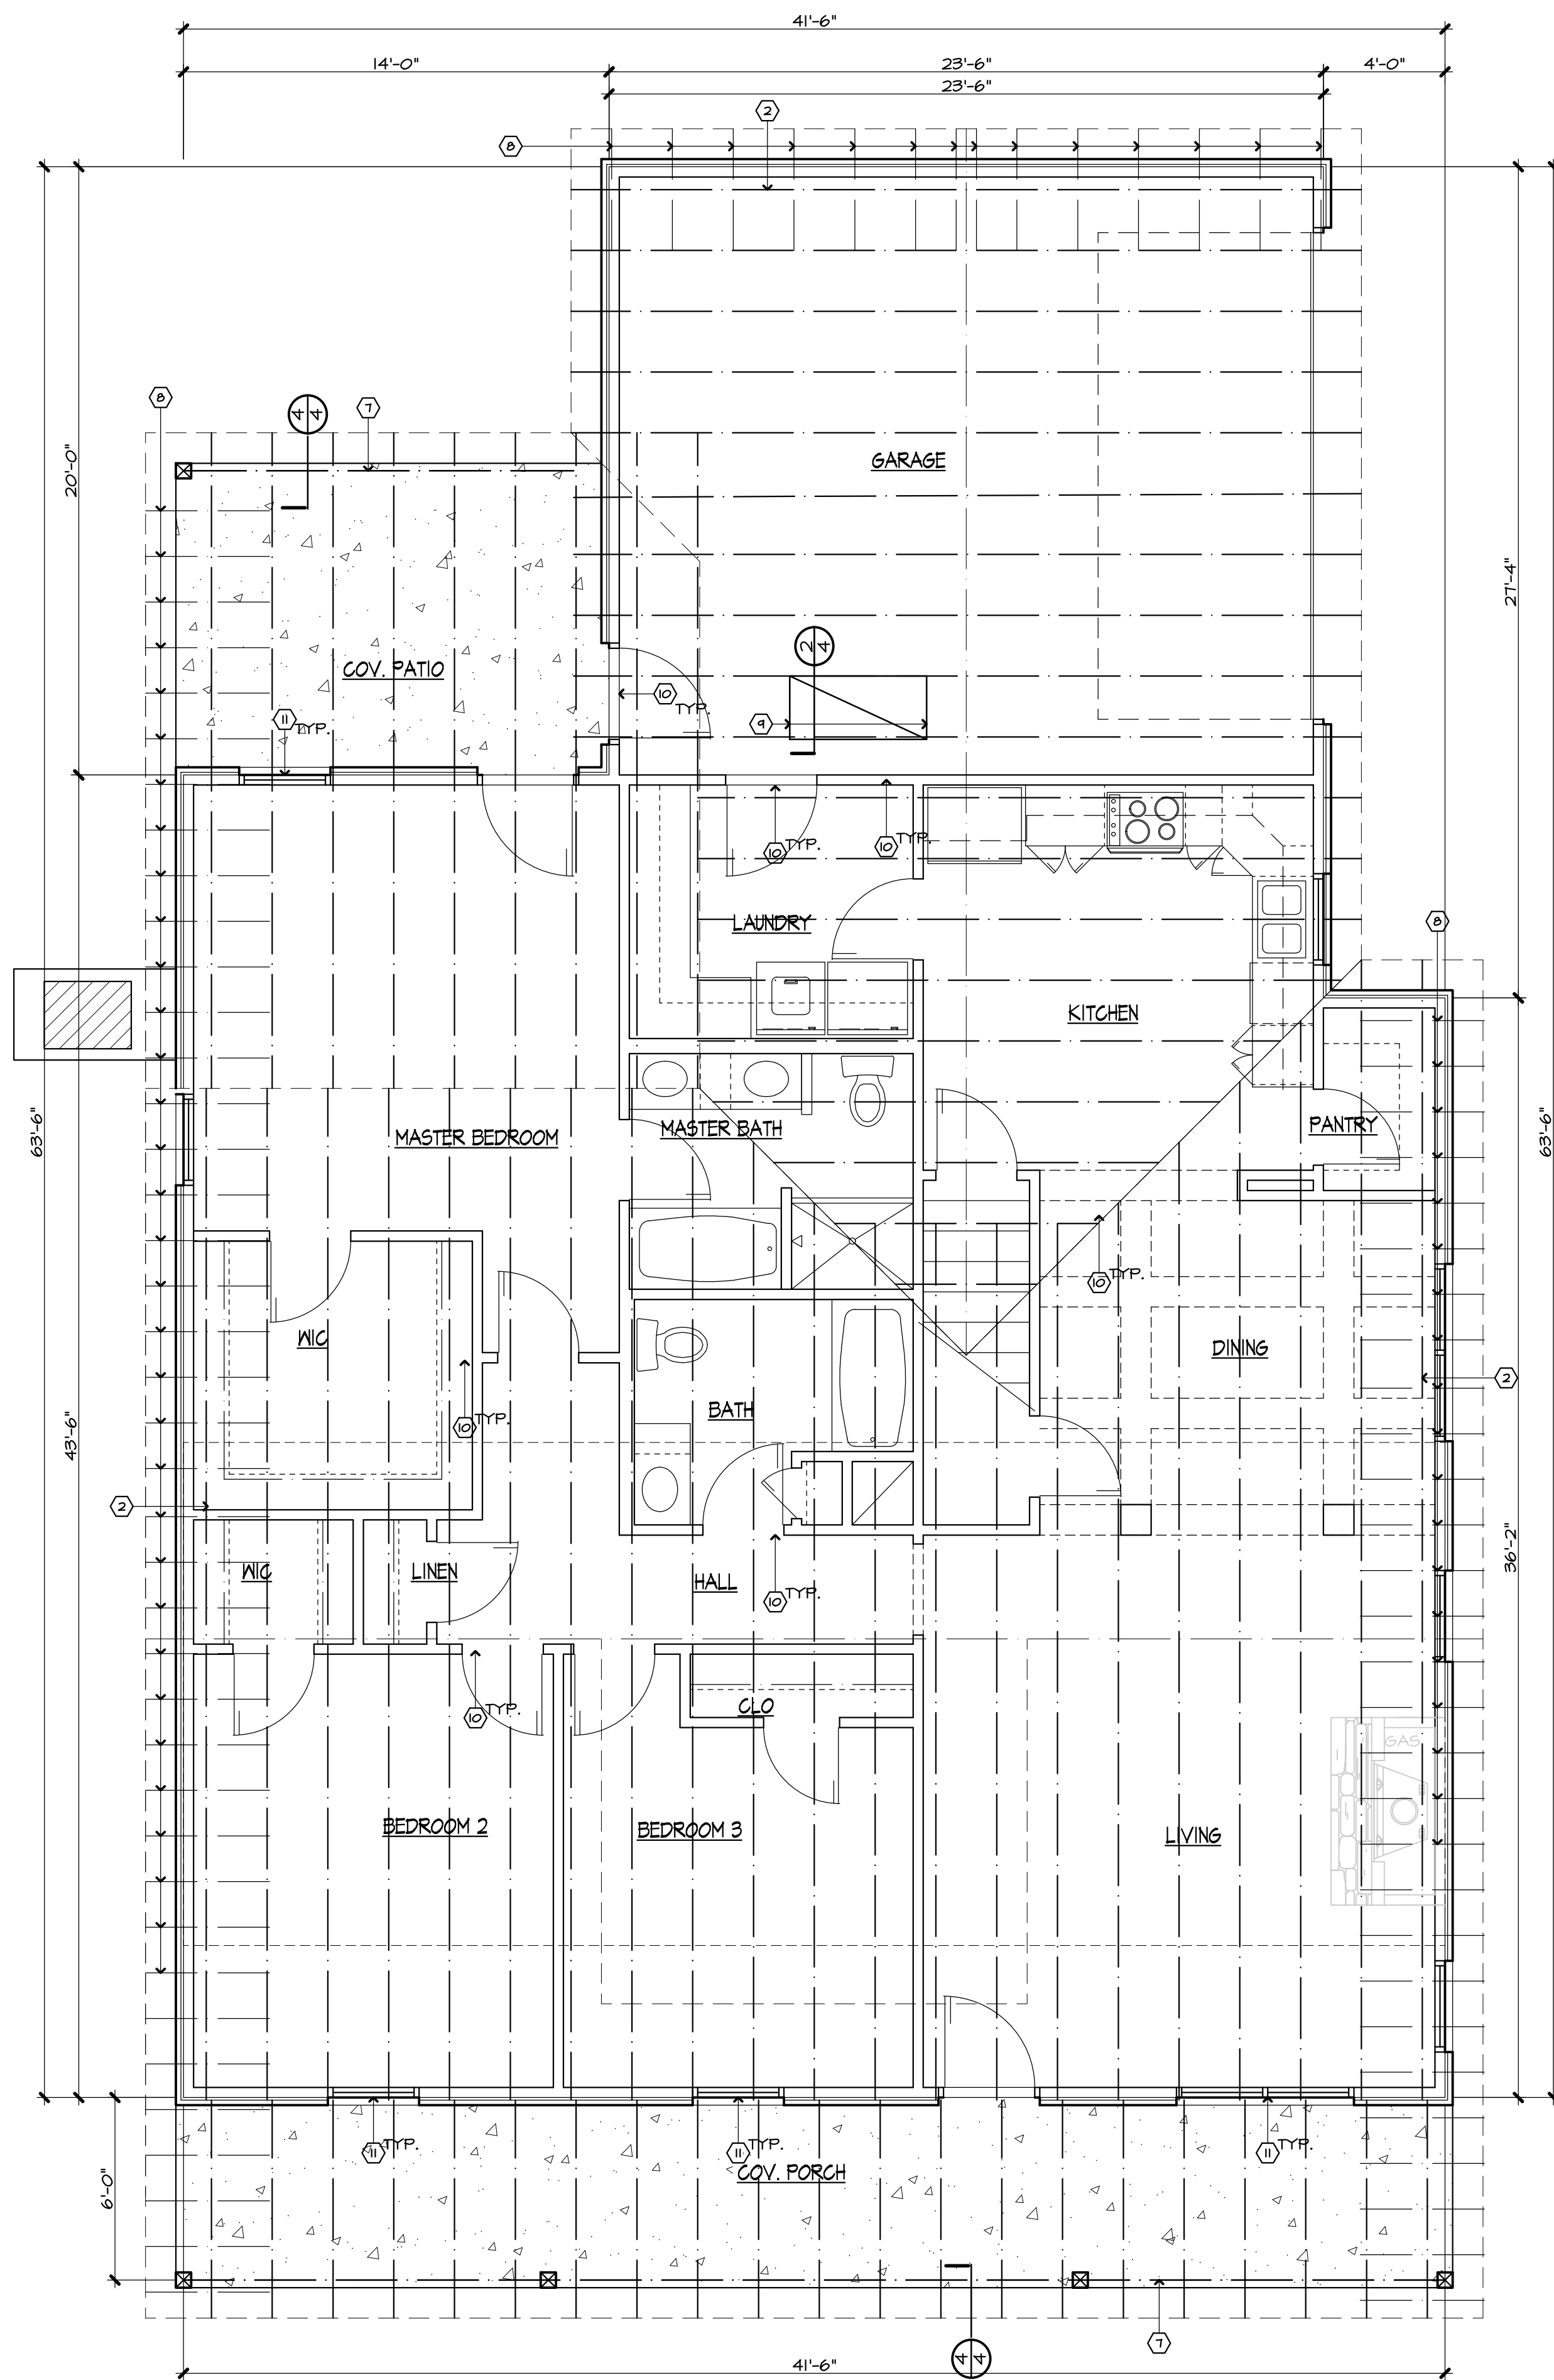 41'-6"
14'-0"
23'-6"
4'-0"
23'-6"
2
8
8
4
4
7
20'-0"
GARAGE
27'-4"
2
4
COV. PATIO
10
TYP.
11
TYP.
9
10
TYP.
10
TYP.
LAUNDRY
8
KITCHEN
63'-6"
MASTER BEDROOM
MASTER BATH
PANTRY
63'-6"
10
TYP.
WIC
DINING
2
43'-6"
10
TYP.
BATH
2
WIC
LINEN
HALL
10
TYP.
36'-2"
10
TYP.
CLO
GAS
BEDROOM 2
BEDROOM 3
LIVING
11
TYP.
11
TYP.
11
TYP.
COV. PORCH
6'-0"
7
4
4
41'-6"